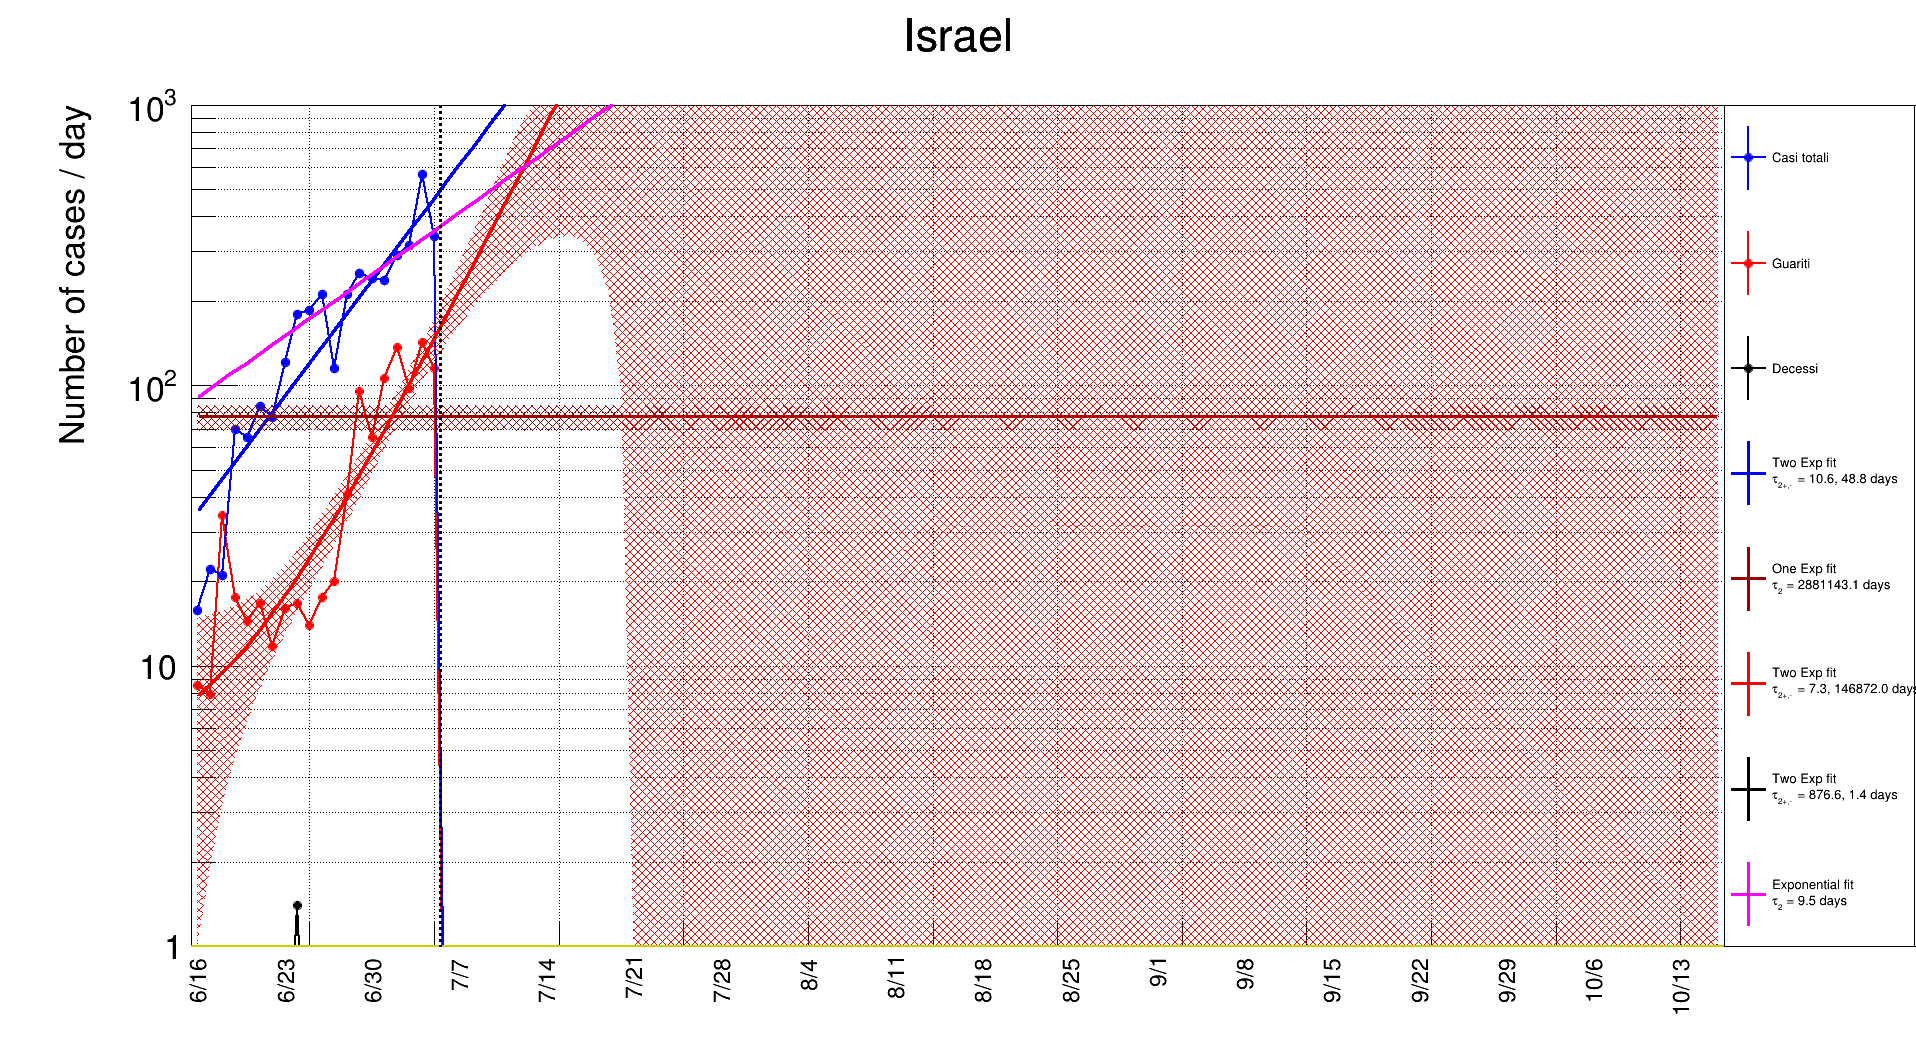 Israel
Number of cases / day
10³
10²
10
1
6/16 6/23 6/30 7/7 7/14 7/21 7/28 8/4 8/11 8/18 8/25 9/1 9/8 9/15 9/22 9/29 10/6 10/13
Casi totali
Guariti
Decessi
Two Exp fit
τ2+,- = 10.6, 48.8 days
One Exp fit
τ2 = 2881143.1 days
Two Exp fit
τ2+,- = 7.3, 146872.0 days
Two Exp fit
τ2+,- = 876.6, 1.4 days
Exponential fit
τ2 = 9.5 days